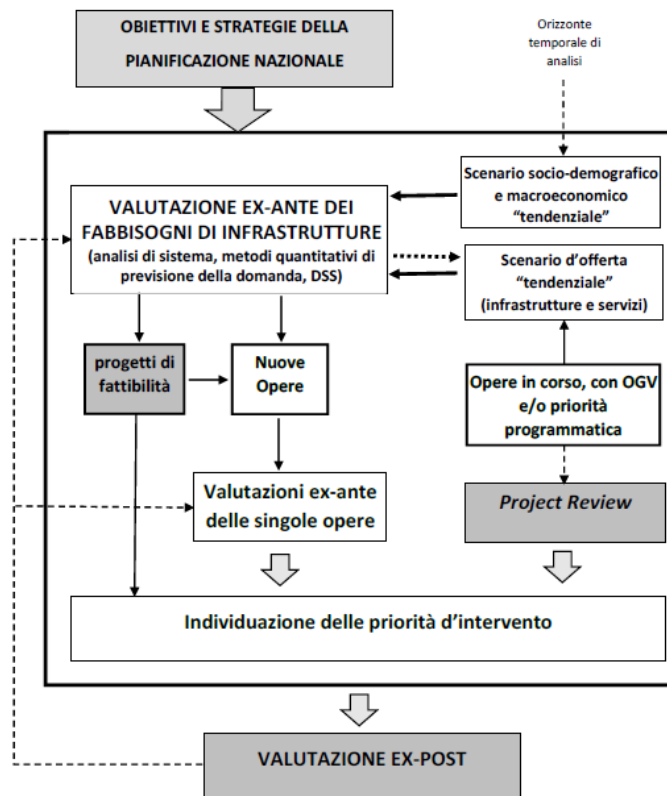 OBIETTIVI E STRATEGIE DELLA
PIANIFICAZIONE NAZIONALE
Orizzonte
temporale di
analisi
Scenario socio-demografico
e macroeconomico
“tendenziale”
VALUTAZIONE EX-ANTE DEI
FABBISOGNI DI INFRASTRUTTURE
(analisi di sistema, metodi quantitativi di
previsione della domanda, DSS)
Scenario d’offerta
“tendenziale”
(infrastrutture e servizi)
progetti di
fattibilità
Nuove
Opere
Opere in corso, con OGV
e/o priorità
programmatica
Valutazioni ex-ante
delle singole opere
Project Review
Individuazione delle priorità d’intervento
VALUTAZIONE EX-POST